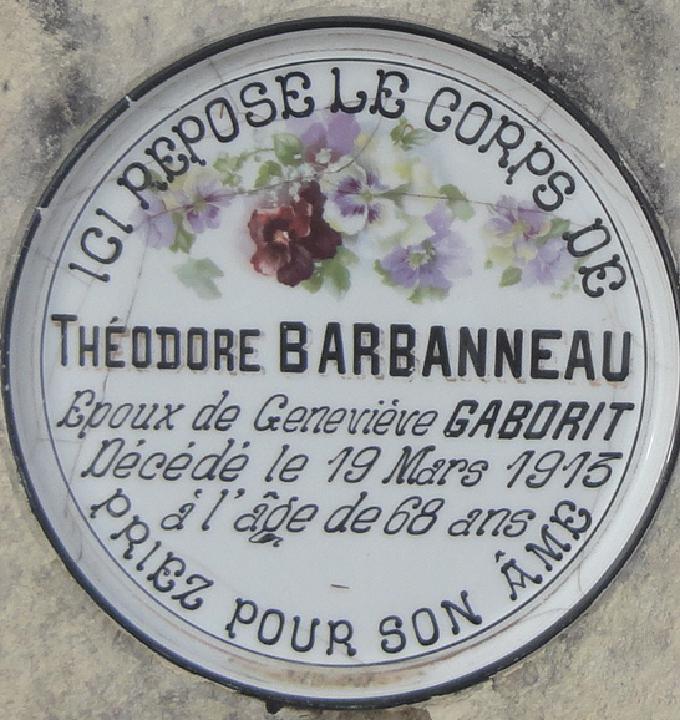 ICI REPOSE LE CORPS DE
THÉODORE BARBANNEAU
Epoux de Geneviève GABORIT
Décédé le 19 Mars 1913
à l'âge de 68 ans
PRIEZ POUR SON ÂME